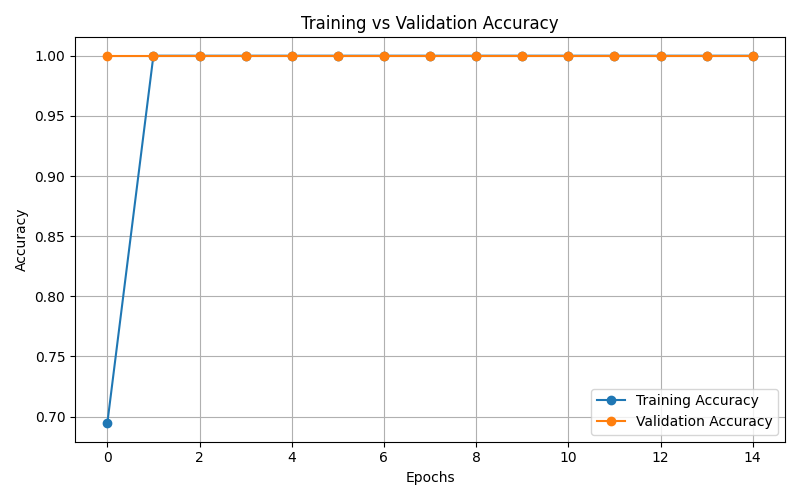 Training vs Validation Accuracy
1.00
0.95
0.90
0.85
0.80
0.75
0.70
Accuracy
0 2 4 6 8 10 12 14
Epochs
Training Accuracy
Validation Accuracy